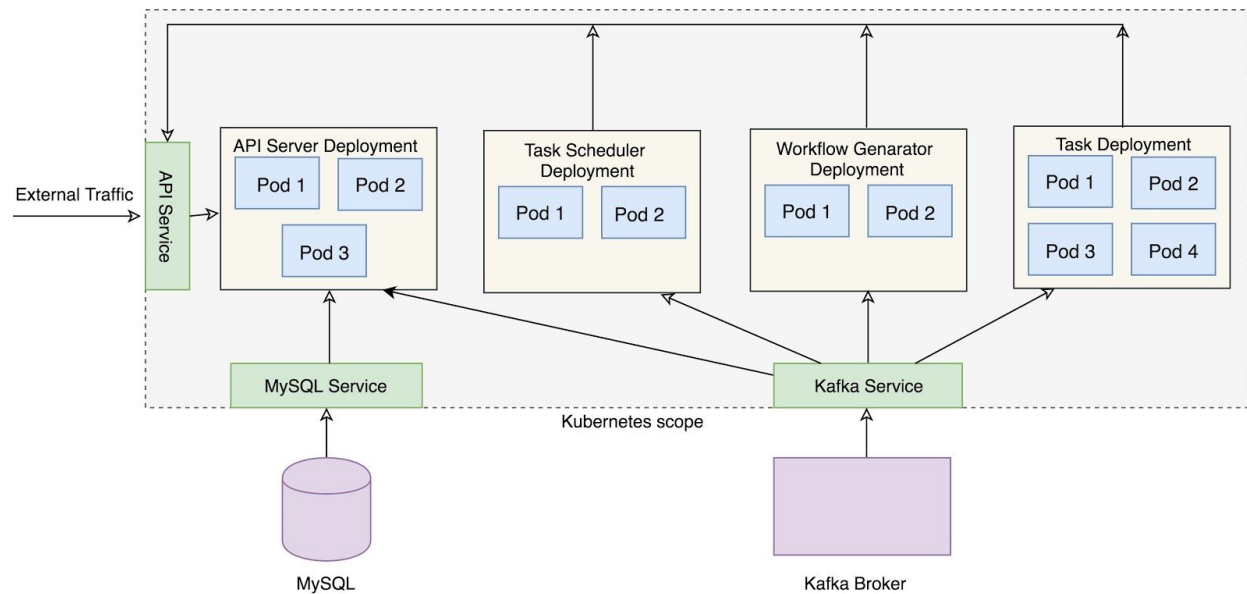 External Traffic
API Service
API Server Deployment
Pod 1
Pod 2
Pod 3
Task Scheduler
Deployment
Pod 1
Pod 2
Workflow Genarator
Deployment
Pod 1
Pod 2
Task Deployment
Pod 1
Pod 2
Pod 3
Pod 4
MySQL Service
Kafka Service
Kubernetes scope
MySQL
Kafka Broker